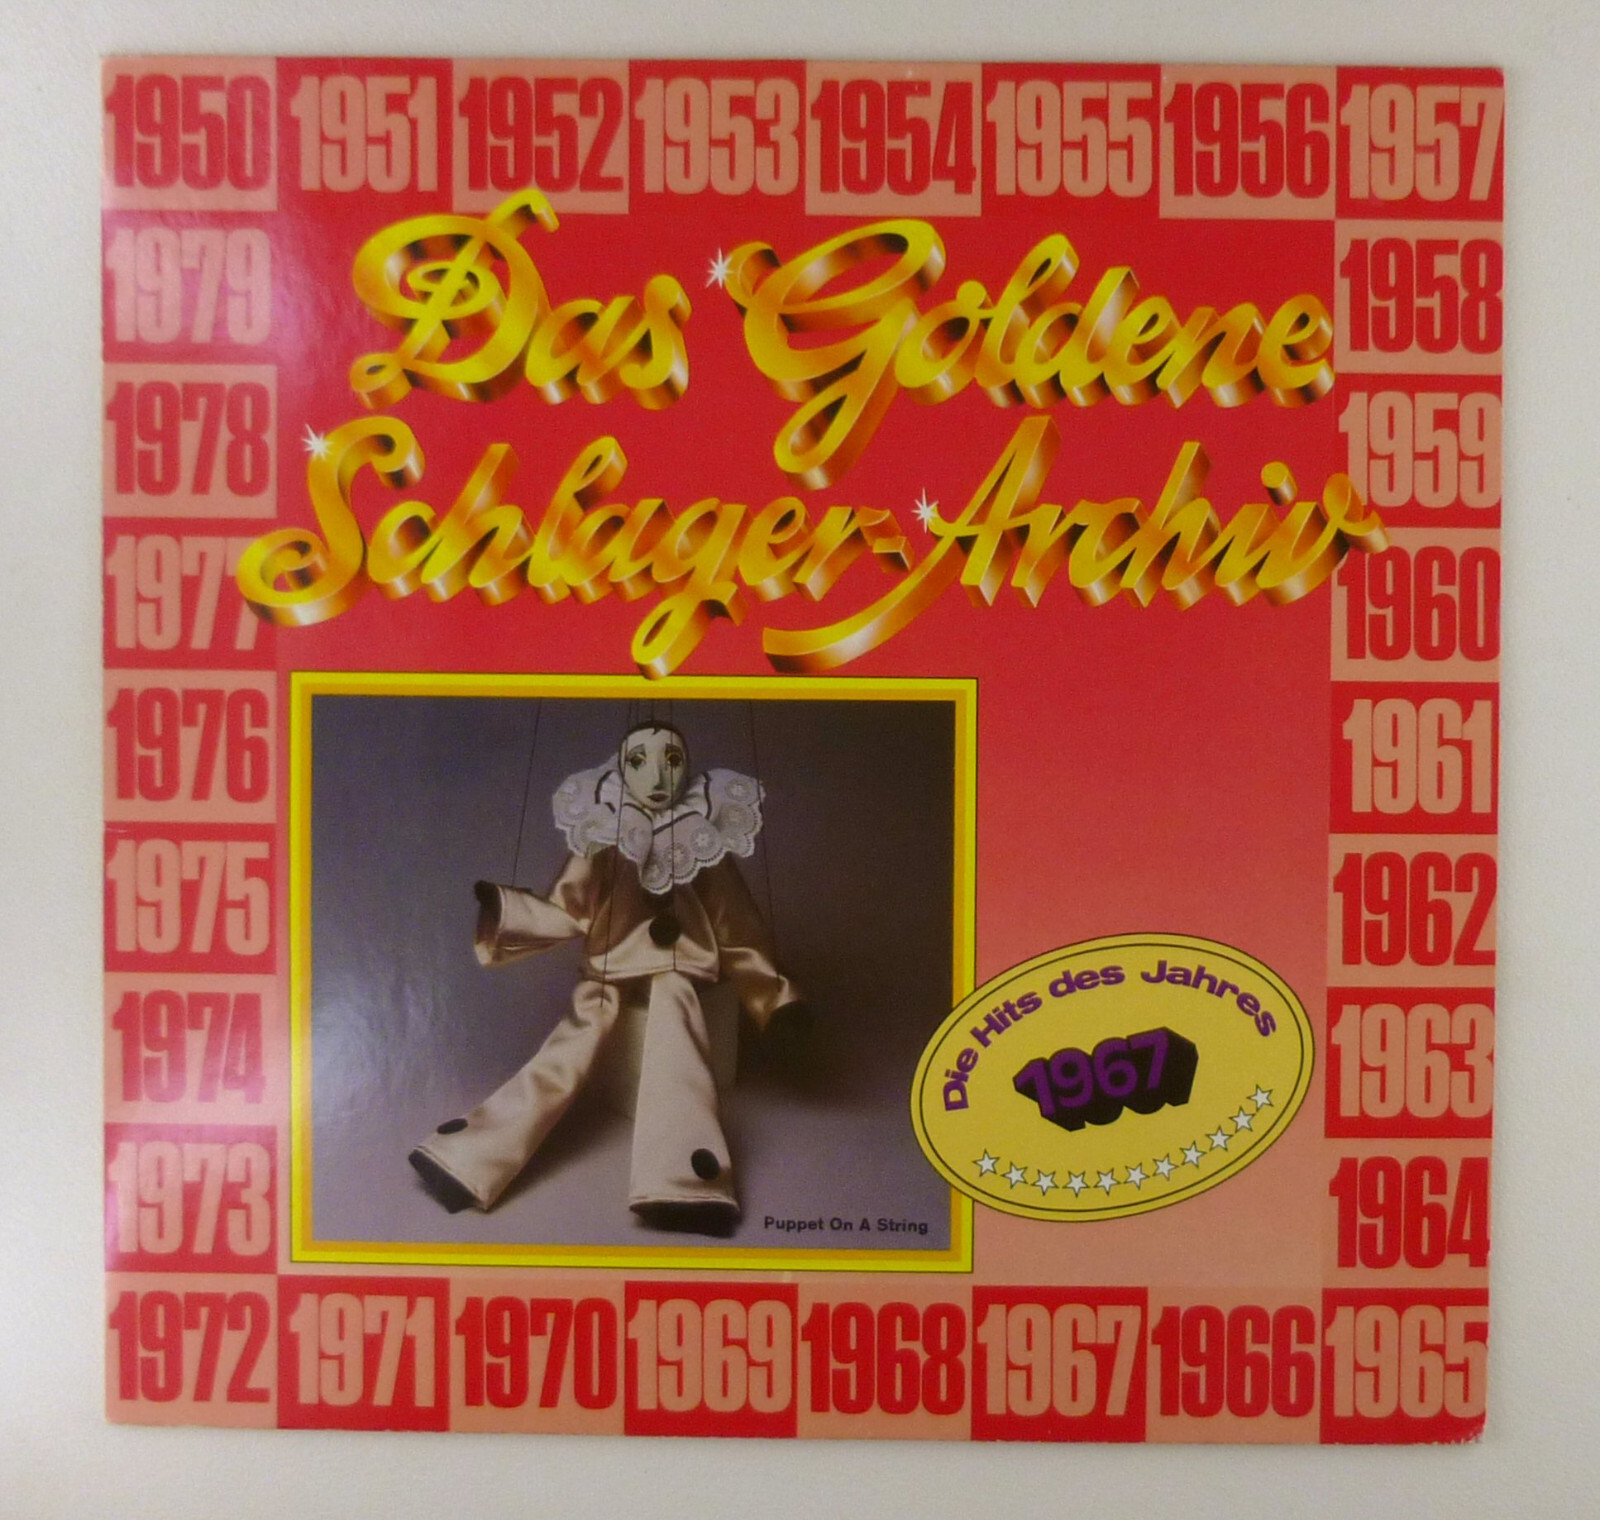 1950 1951 1952 1953 1954 1955 1956 1957
1979
1958
Das Goldene
1978
1959
Schlager-Archiv
1977
1960
1976
1961
1975
1962
Die Hits des Jahres
1967
1974
1963
1973
1964
Puppet On A String
1972 1971 1970 1969 1968 1967 1966 1965